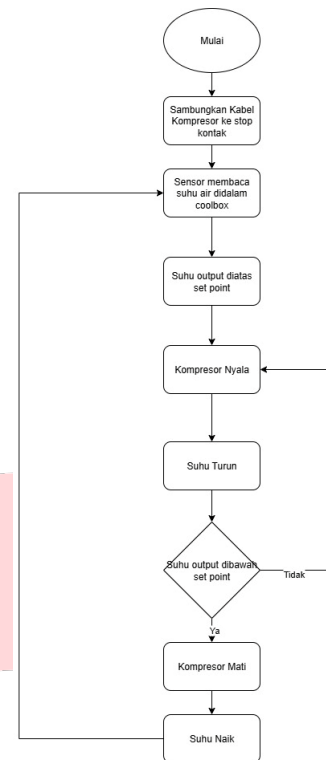 Mulai
Sambungkan Kabel
Kompresor ke stop
kontak
Sensor membaca
suhu air didalam
coolbox
Suhu output diatas
set point
Kompresor Nyala
Suhu Turun
Suhu output dibawah
set point
Tidak
Ya
Kompresor Mati
Suhu Naik